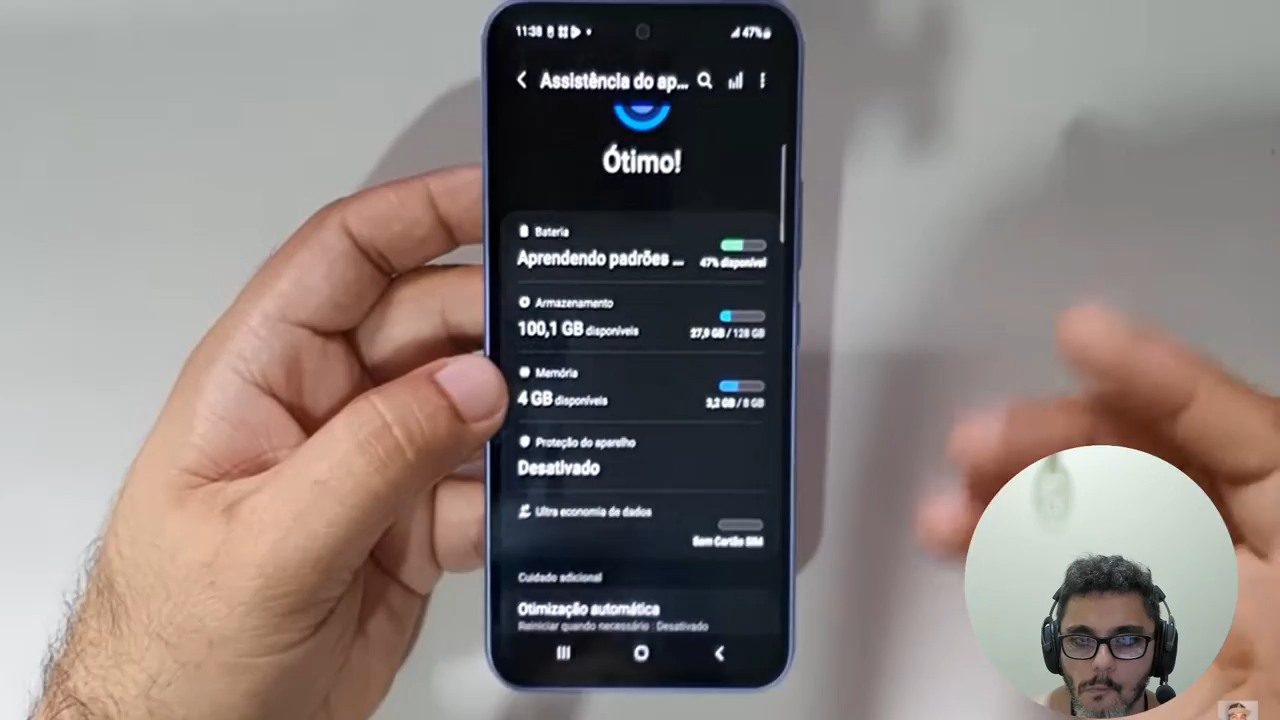 11:38
47%
Assistência do ap...
Ótimo!
Bateria
Aprendendo padrões ...
47% disponível
Armazenamento
100,1 GB disponíveis
27,9 GB / 128 GB
Memória
4 GB disponíveis
3,2 GB / 8 GB
Proteção do aparelho
Desativado
Ultra economia de dados
Sem Cartão SIM
Cuidado adicional
Otimização automática
Reiniciar quando necessário : Desativado